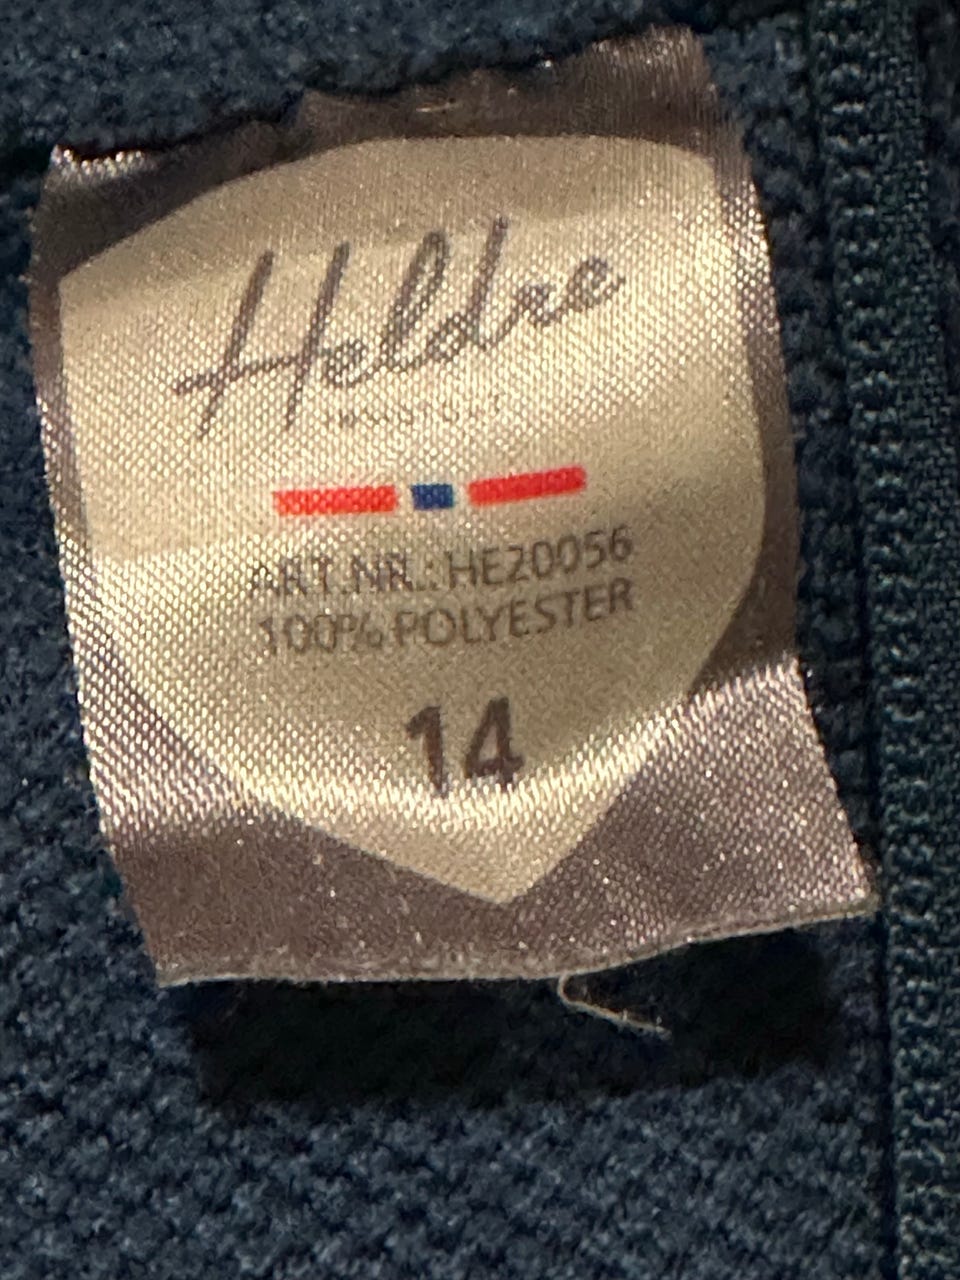 Heldre
ART.NR.: HE20056
100% POLYESTER
14